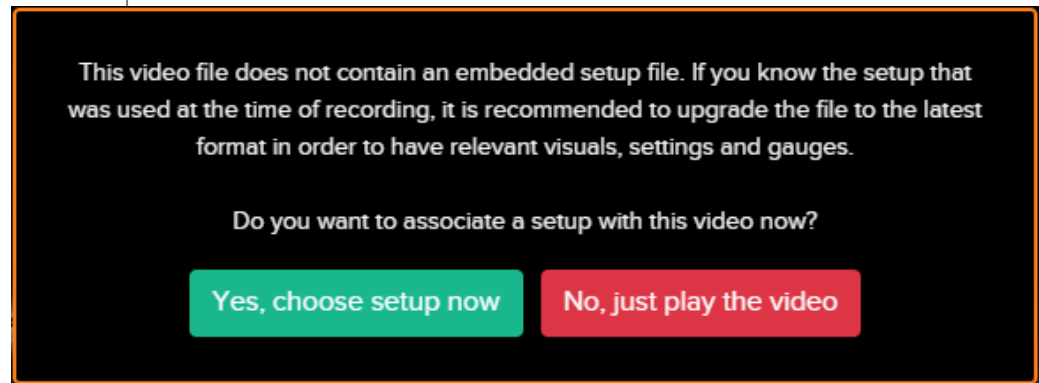 This video file does not contain an embedded setup file. If you know the setup that
was used at the time of recording, it is recommended to upgrade the file to the latest
format in order to have relevant visuals, settings and gauges.
Do you want to associate a setup with this video now?
Yes, choose setup now
No, just play the video